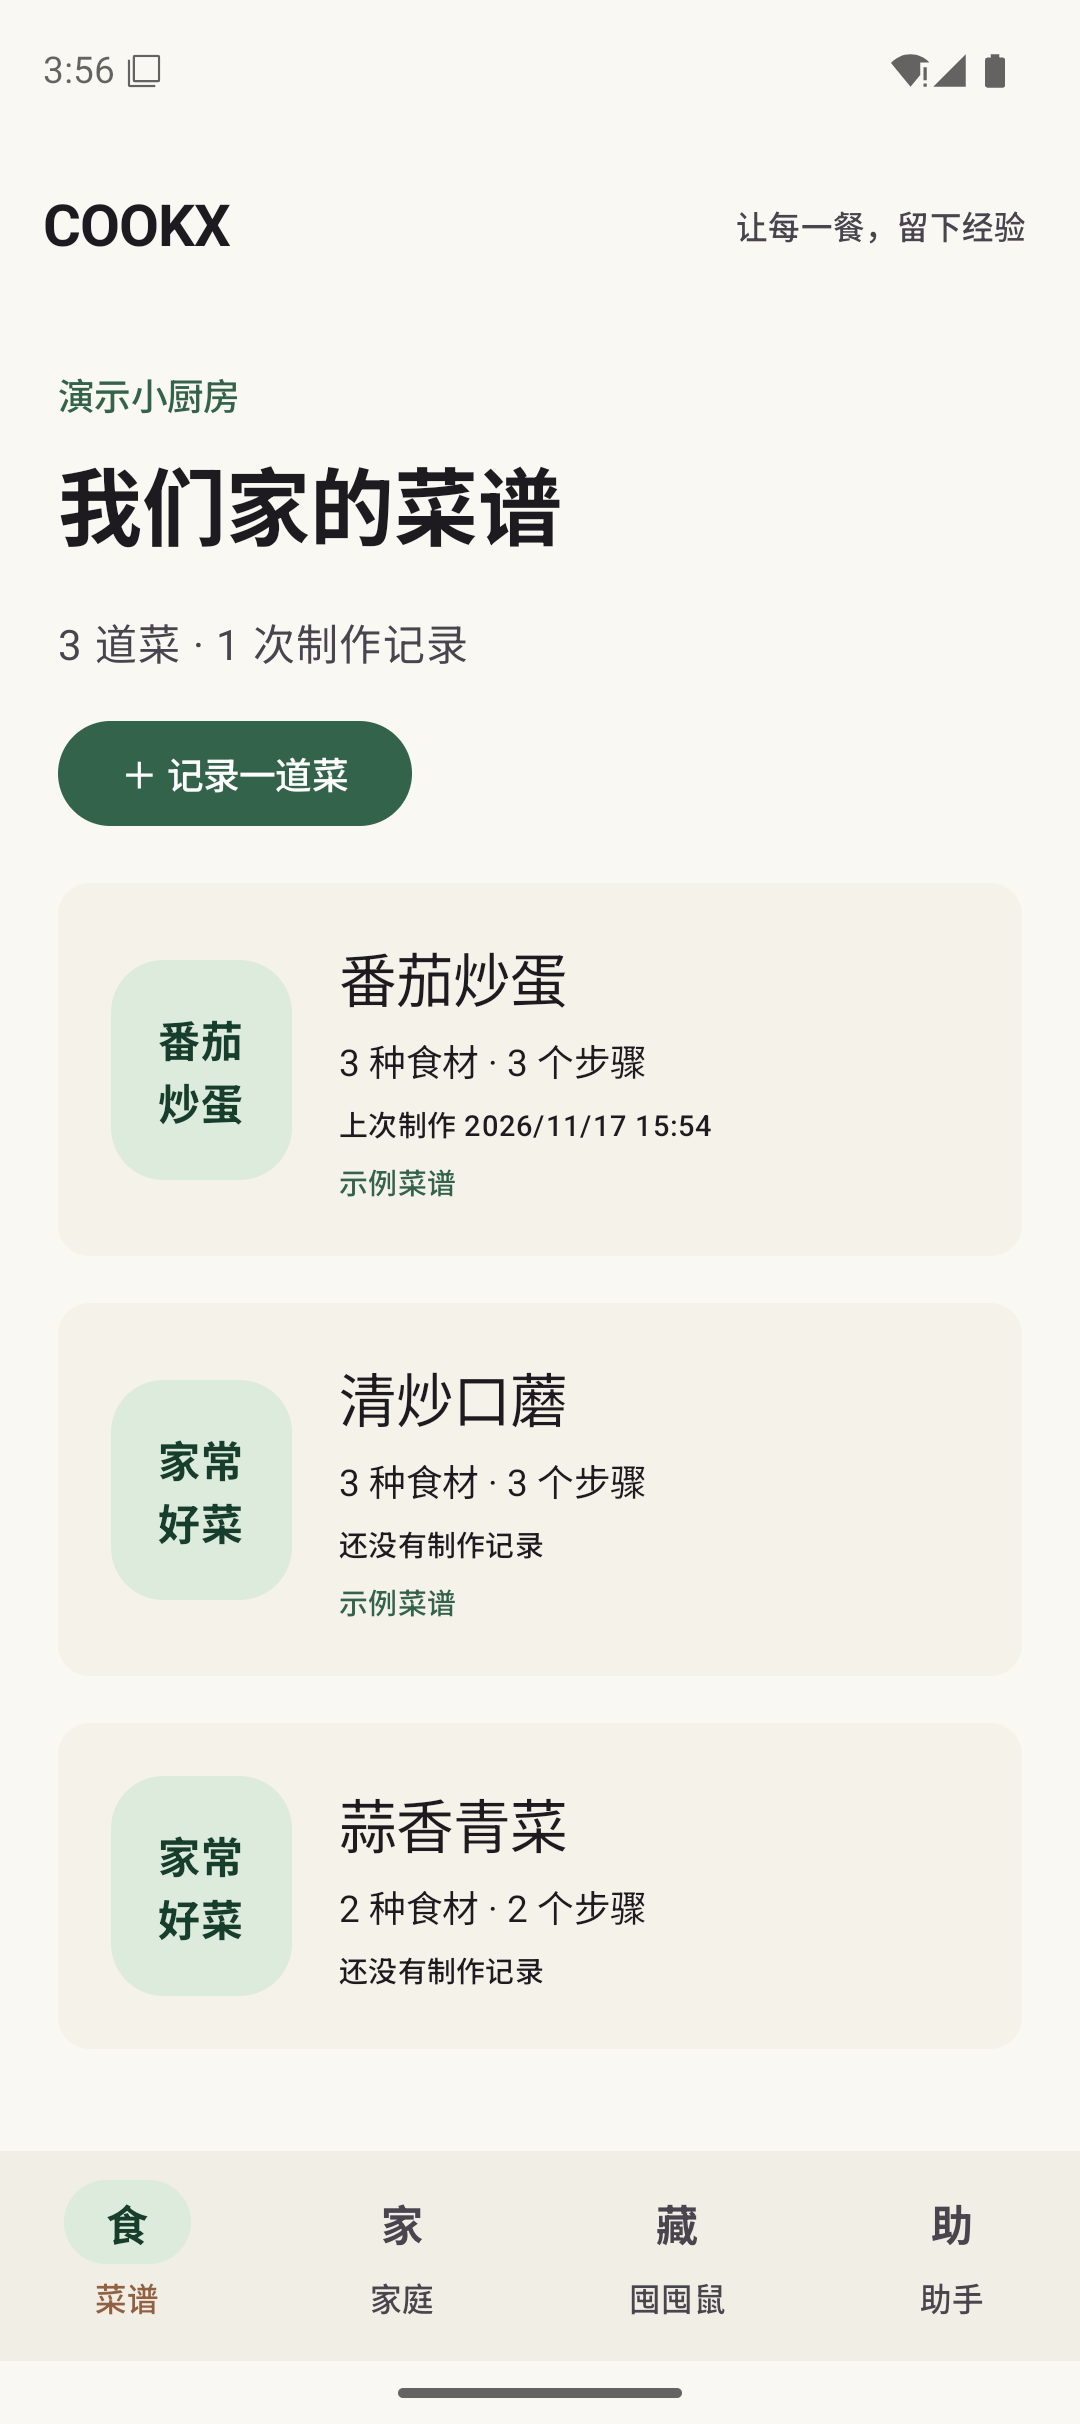 3:56
COOKX
让每一餐，留下经验
演示小厨房
我们家的菜谱
3 道菜 · 1 次制作记录
＋ 记录一道菜
番茄
炒蛋
番茄炒蛋
3 种食材 · 3 个步骤
上次制作 2026/11/17 15:54
示例菜谱
家常
好菜
清炒口蘑
3 种食材 · 3 个步骤
还没有制作记录
示例菜谱
家常
好菜
蒜香青菜
2 种食材 · 2 个步骤
还没有制作记录
食
家
藏
助
菜谱
家庭
囤囤鼠
助手